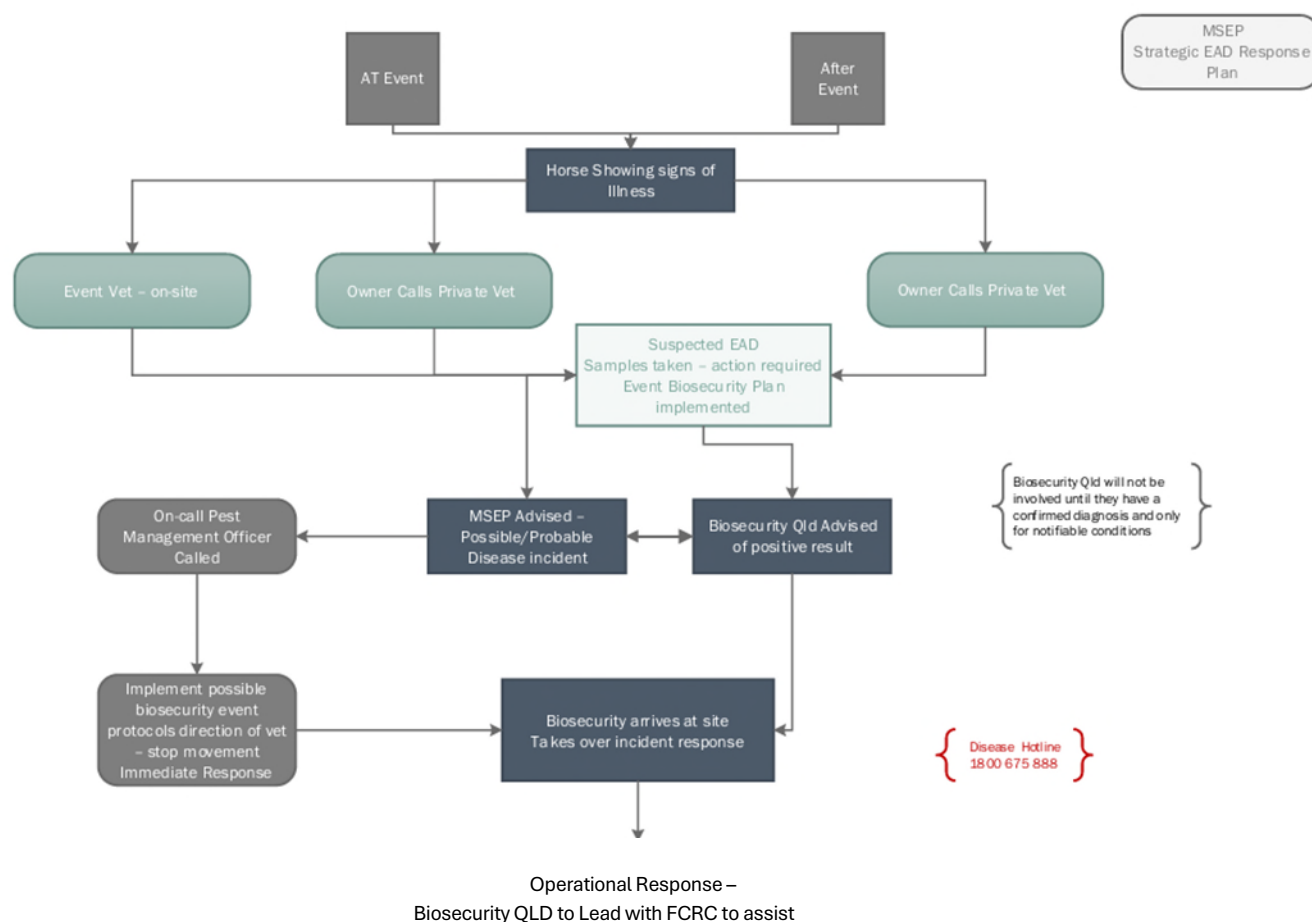 MSEP
Strategic EAD Response
Plan
AT Event
After
Event
Horse Showing signs of
Illness
Event Vet – on-site
Owner Calls Private Vet
Owner Calls Private Vet
Suspected EAD
Samples taken – action required
Event Biosecurity Plan
implemented
On-call Pest
Management Officer
Called
MSEP Advised –
Possible/Probable
Disease incident
Biosecurity Qld Advised
of positive result
Biosecurity Qld will not be
involved until they have a
confirmed diagnosis and only
for notifiable conditions
Implement possible
biosecurity event
protocols direction of vet
– stop movement
Immediate Response
Biosecurity arrives at site
Takes over incident response
Disease Hotline
1800 675 888
Operational Response –
Biosecurity QLD to Lead with FCRC to assist